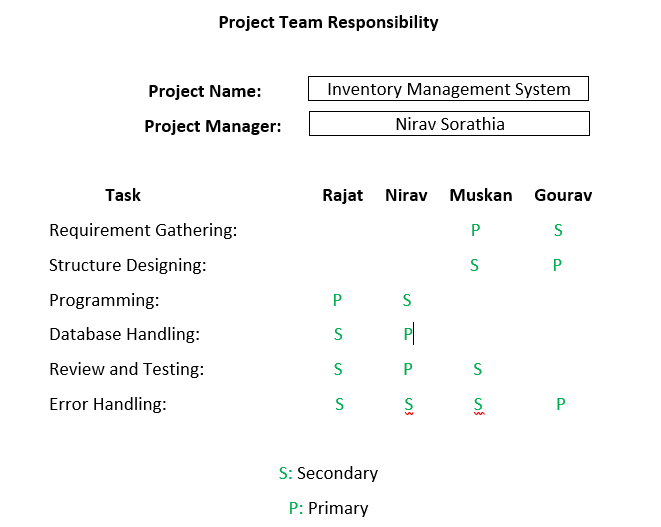 Project Team Responsibility
Project Name: Inventory Management System
Project Manager: Nirav Sorathia
Task Rajat Nirav Muskan Gourav
Requirement Gathering: P S
Structure Designing: S P
Programming: P S
Database Handling: S P
Review and Testing: S P S
Error Handling: S S S P
S: Secondary
P: Primary